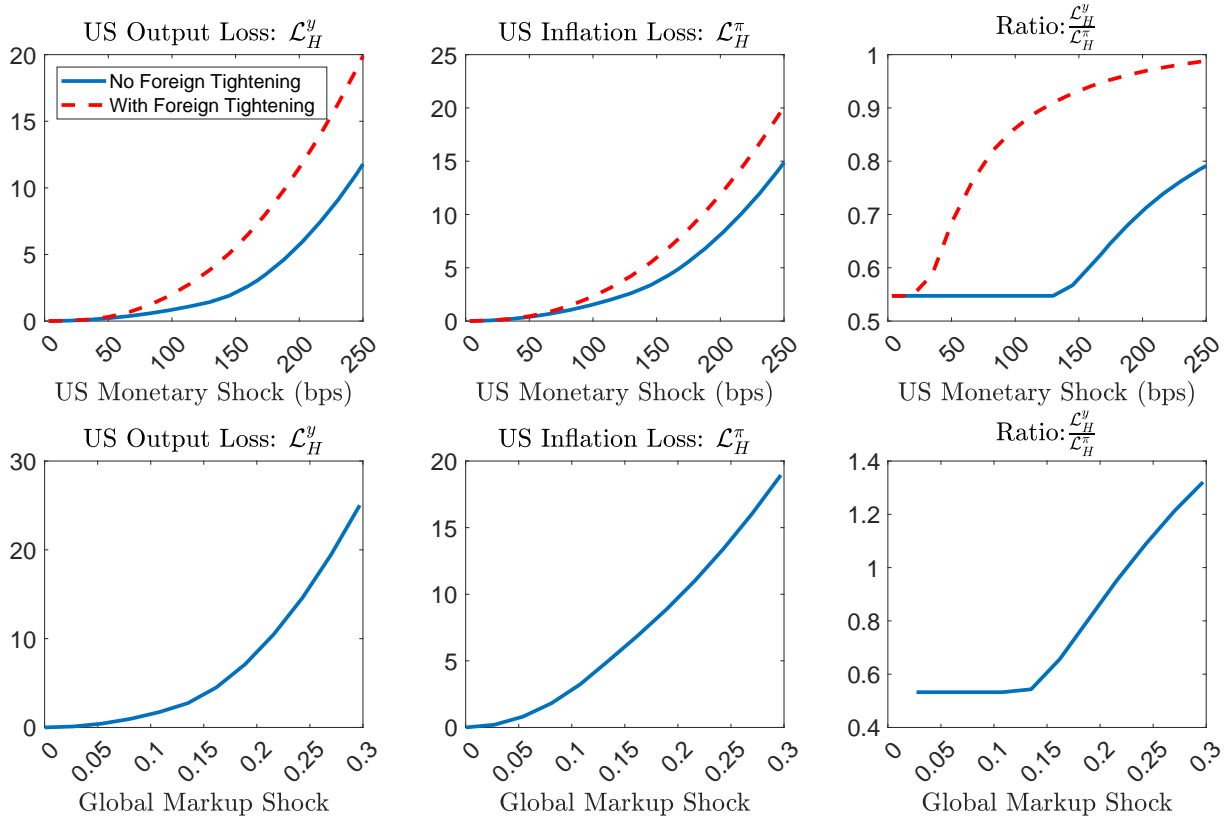 US Output Loss: $\mathcal{L}_H^y$
20
15
10
5
0
No Foreign Tightening
With Foreign Tightening
0 50 100 150 200 250
US Monetary Shock (bps)
US Inflation Loss: $\mathcal{L}_H^\pi$
25
20
15
10
5
0
0 50 100 150 200 250
US Monetary Shock (bps)
Ratio: $\frac{\mathcal{L}_H^y}{\mathcal{L}_H^\pi}$
1
0.9
0.8
0.7
0.6
0.5
0 50 100 150 200 250
US Monetary Shock (bps)
US Output Loss: $\mathcal{L}_H^y$
30
20
10
0
0 0.05 0.1 0.15 0.2 0.25 0.3
Global Markup Shock
US Inflation Loss: $\mathcal{L}_H^\pi$
20
15
10
5
0
0 0.05 0.1 0.15 0.2 0.25 0.3
Global Markup Shock
Ratio: $\frac{\mathcal{L}_H^y}{\mathcal{L}_H^\pi}$
1.4
1.2
1
0.8
0.6
0.4
0 0.05 0.1 0.15 0.2 0.25 0.3
Global Markup Shock